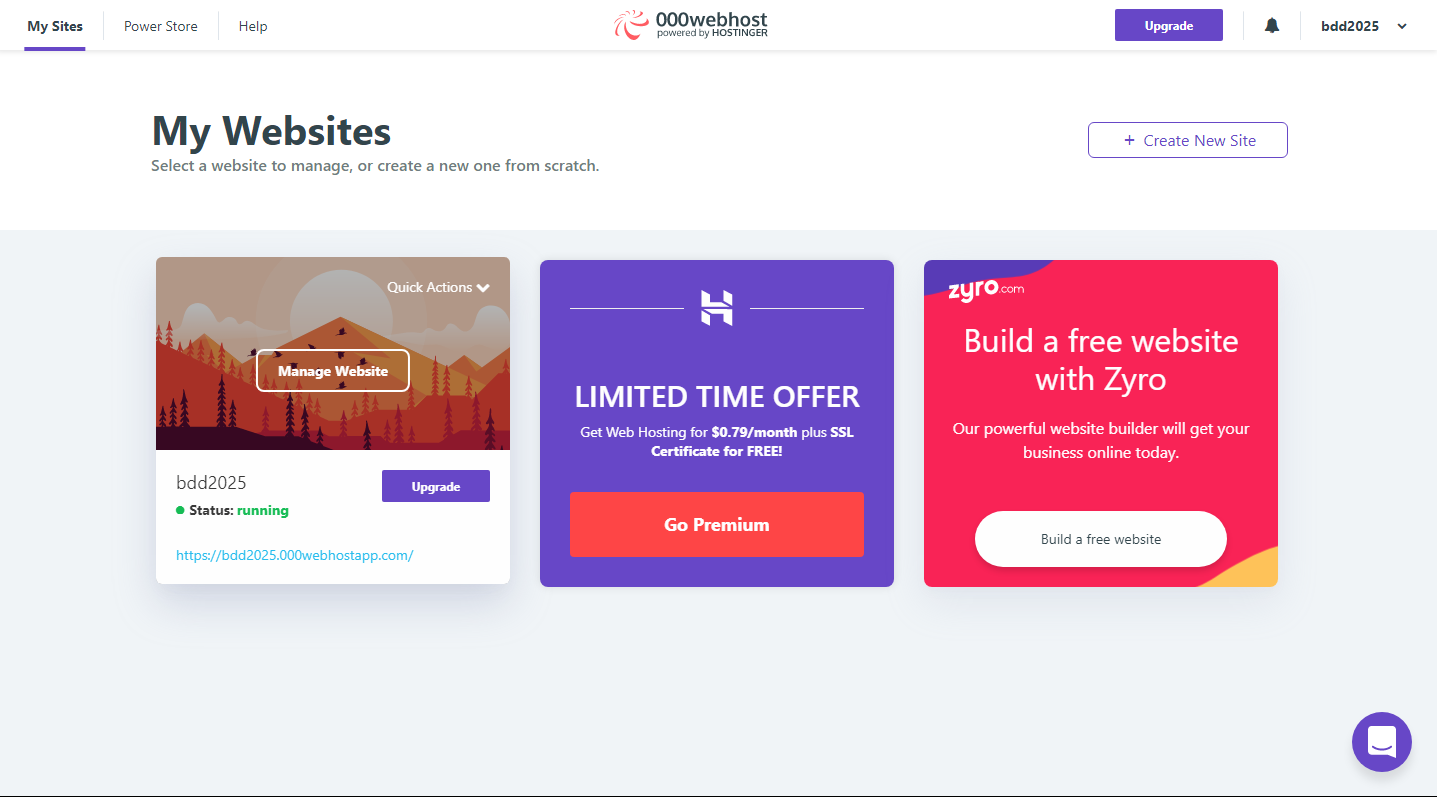 My Sites
Power Store
Help
000webhost
powered by HOSTINGER
Upgrade
bdd2025
My Websites
Select a website to manage, or create a new one from scratch.
+ Create New Site
Quick Actions
Manage Website
bdd2025
Upgrade
Status: running
https://bdd2025.000webhostapp.com/
LIMITED TIME OFFER
Get Web Hosting for $0.79/month plus SSL
Certificate for FREE!
Go Premium
zyro.com
Build a free website
with Zyro
Our powerful website builder will get your
business online today.
Build a free website